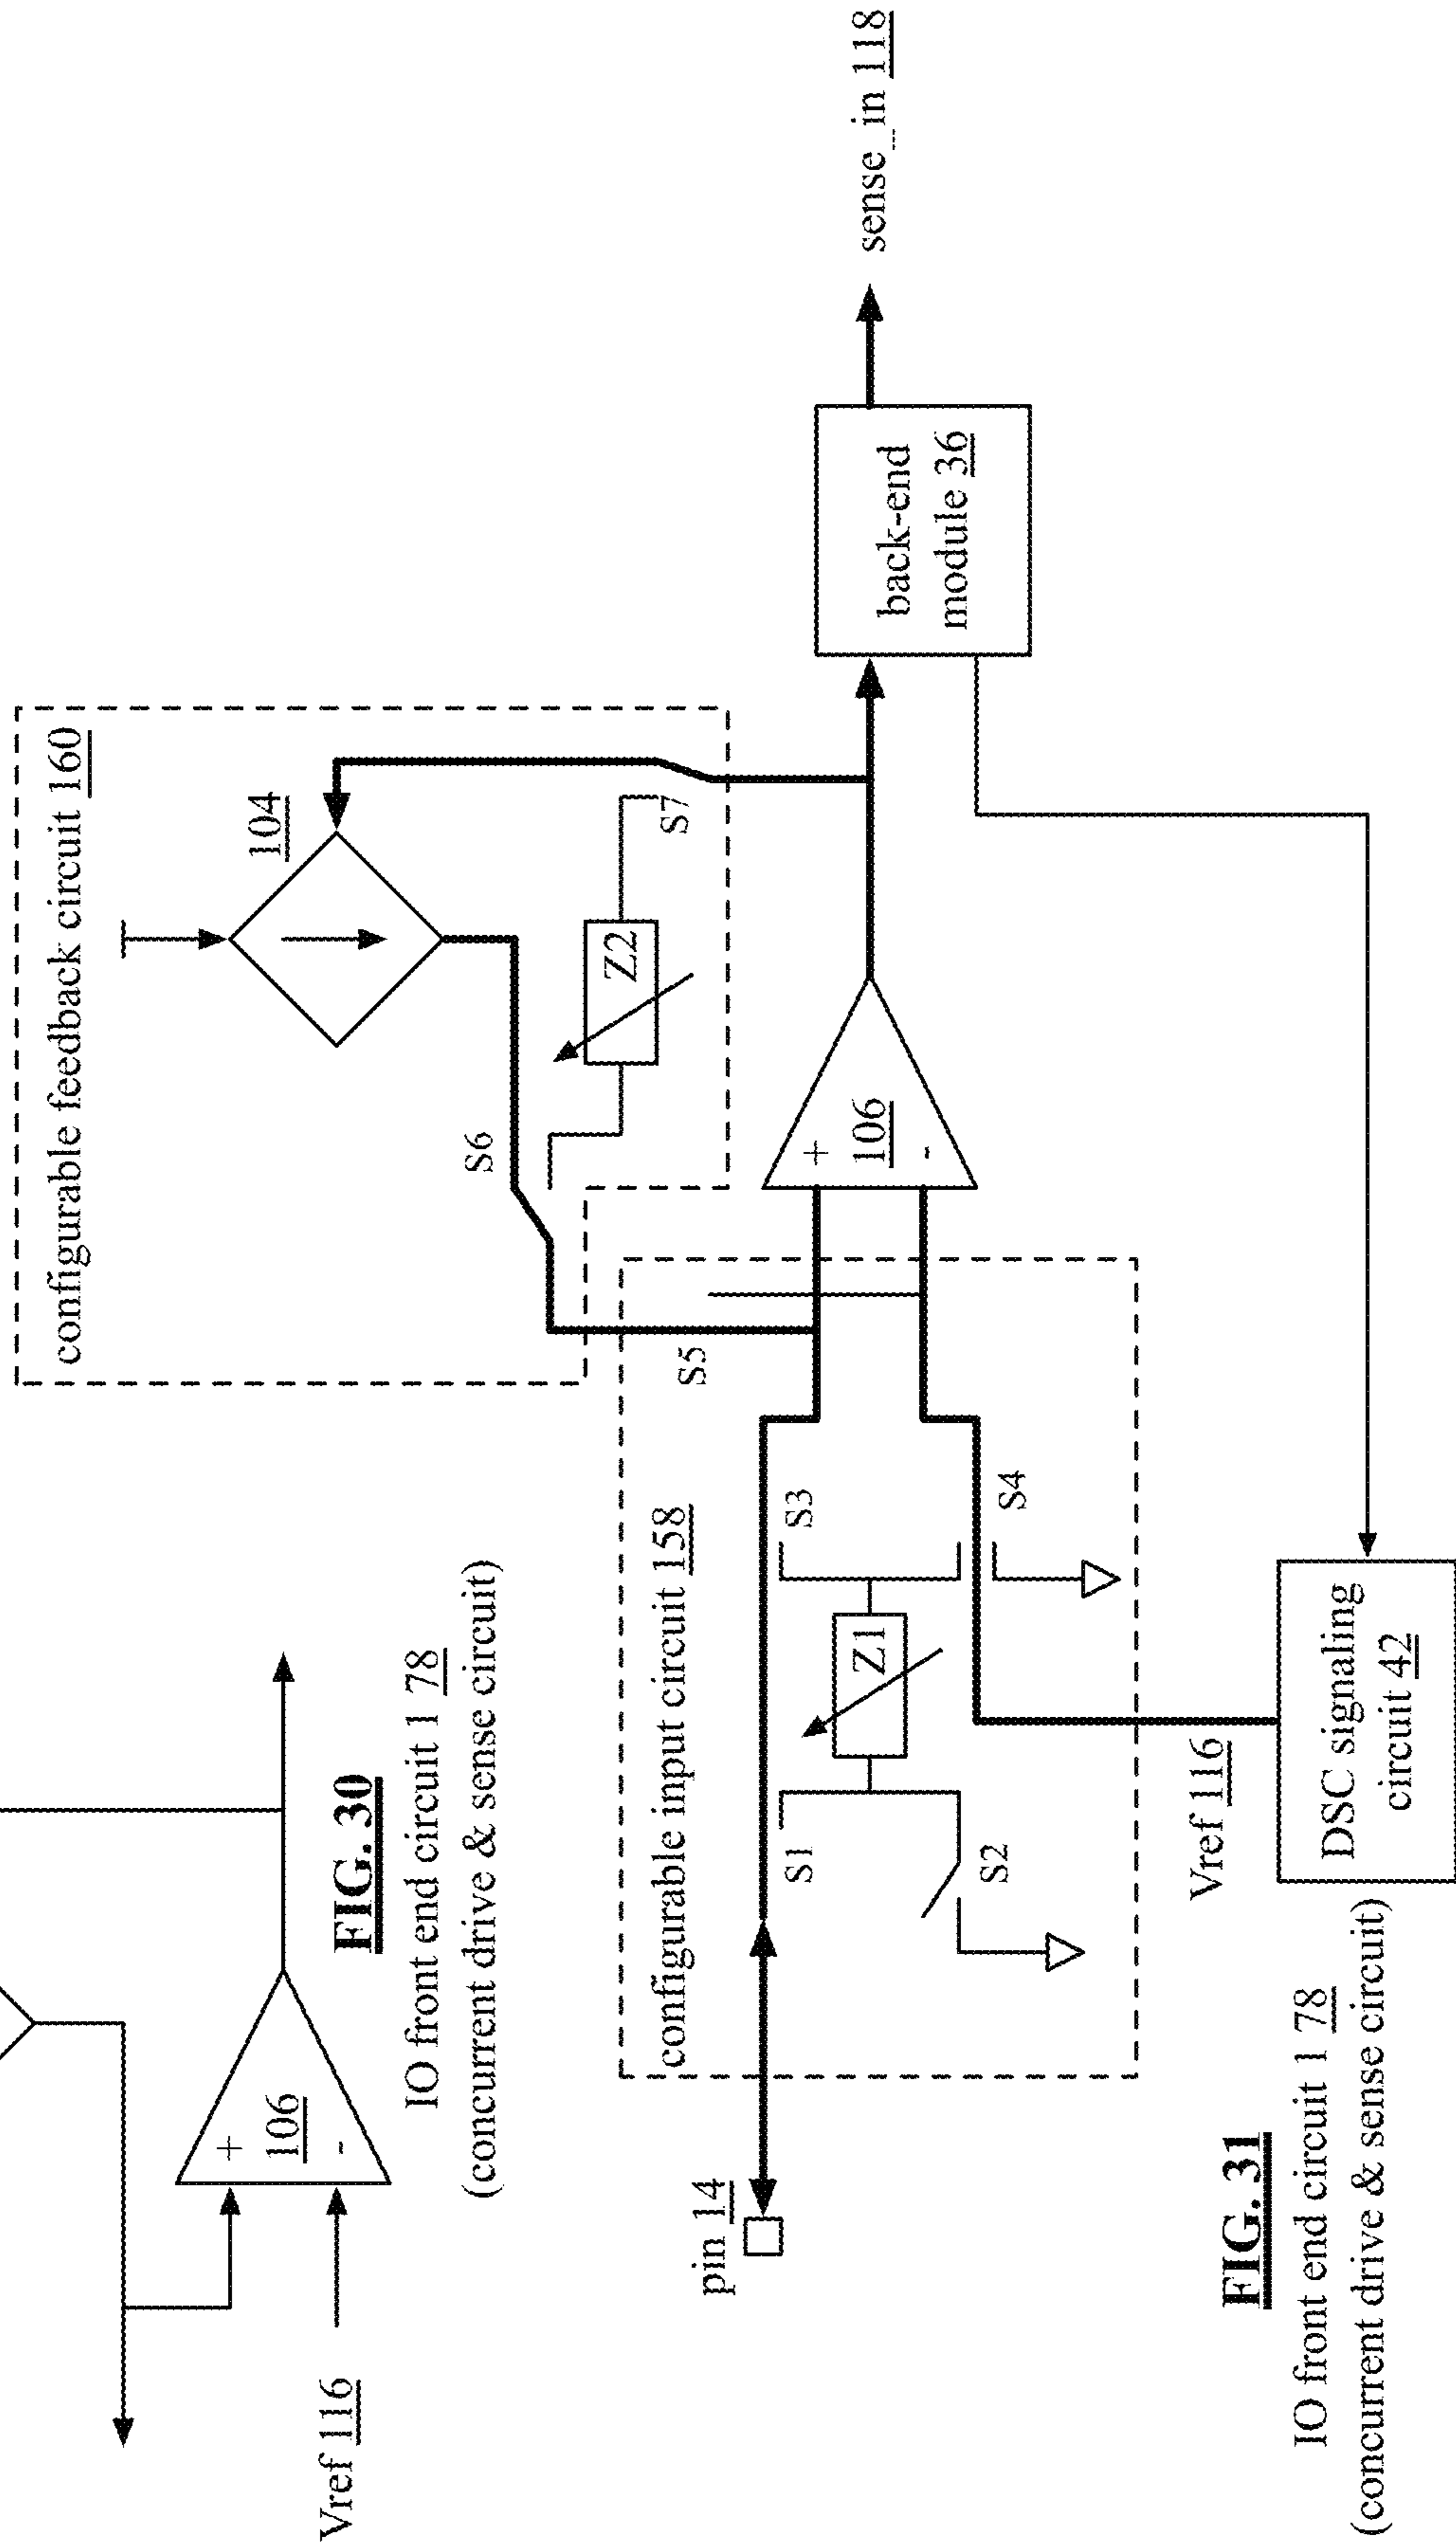 Vref 116
+
106
-
FIG. 30
IO front end circuit 1 78
(concurrent drive & sense circuit)
configurable feedback circuit 160
104
s6
Z2
s7
configurable input circuit 158
s5
pin 14
s1
Z1
s3
s2
s4
+
106
-
back-end
module 36
sense_in 118
Vref 116
DSC signaling
circuit 42
FIG. 31
IO front end circuit 1 78
(concurrent drive & sense circuit)